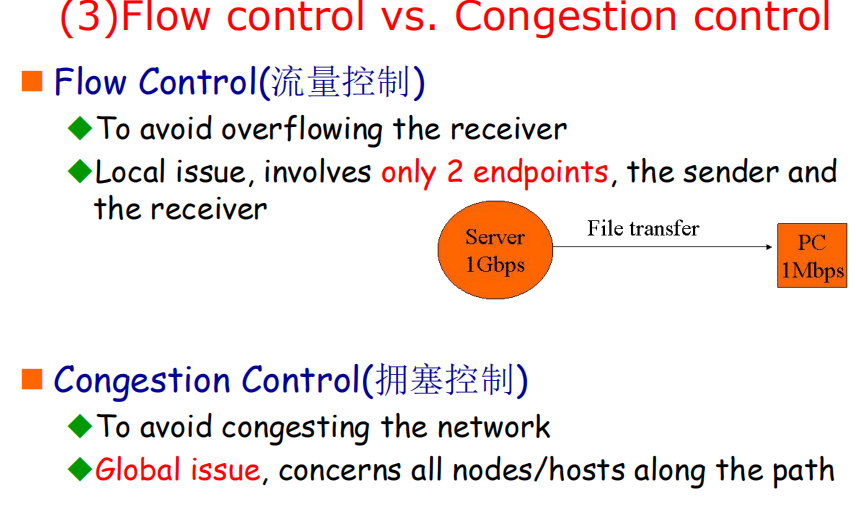 (3)Flow control vs. Congestion control
Flow Control(流量控制)
To avoid overflowing the receiver
Local issue, involves only 2 endpoints, the sender and
the receiver
Server
1Gbps
File transfer
PC
1Mbps
Congestion Control(拥塞控制)
To avoid congesting the network
Global issue, concerns all nodes/hosts along the path